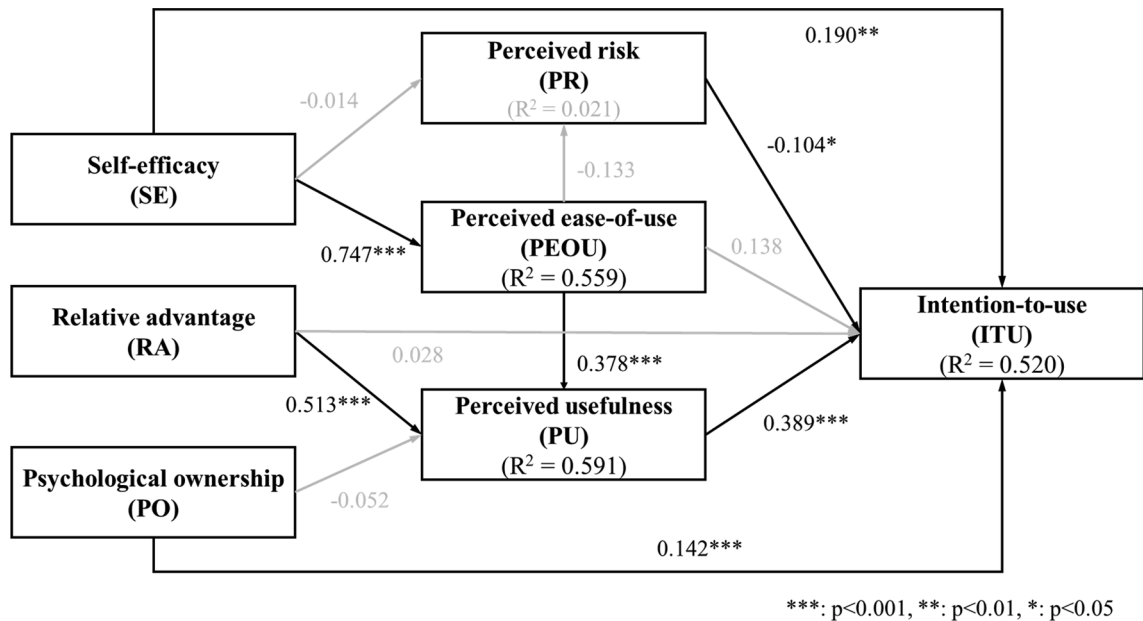 0.190**
Perceived risk
(PR)
(R² = 0.021)
-0.014
-0.104*
Self-efficacy
(SE)
-0.133
Perceived ease-of-use
(PEOU)
(R² = 0.559)
0.747***
0.138
Relative advantage
(RA)
Intention-to-use
(ITU)
(R² = 0.520)
0.028
0.378***
0.513***
Perceived usefulness
(PU)
(R² = 0.591)
0.389***
Psychological ownership
(PO)
-0.052
0.142***
***: p<0.001, **: p<0.01, *: p<0.05